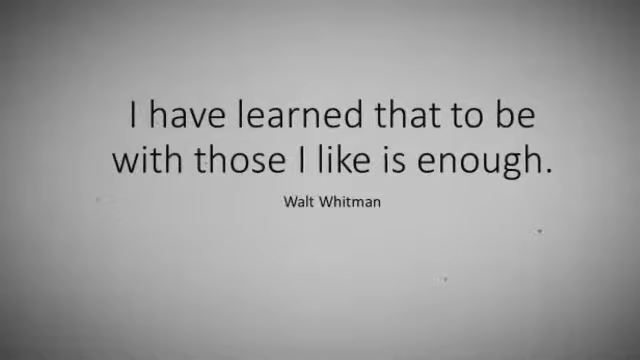 I have learned that to be
with those I like is enough.
Walt Whitman